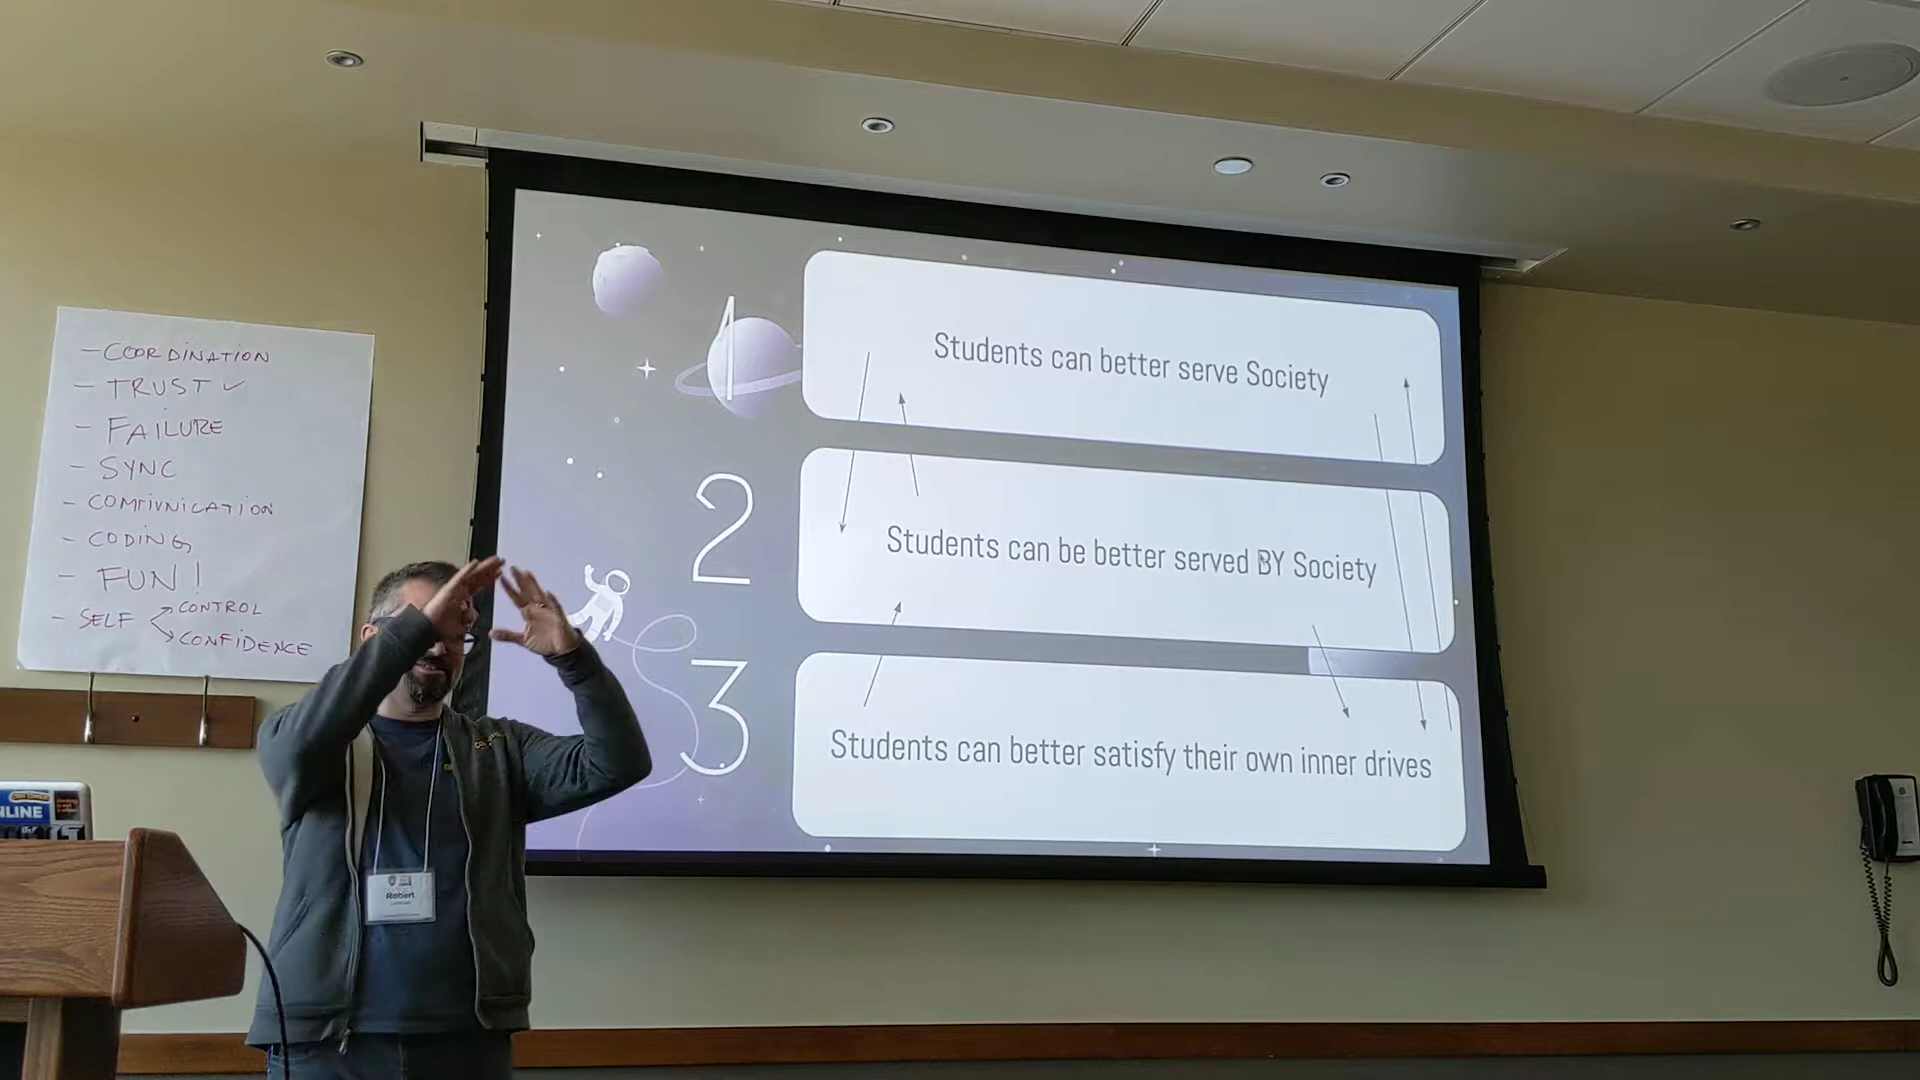 - COORDINATION
- TRUST ✓
- FAILURE
- SYNC
- COMMUNICATION
- CODING
- FUN!
- SELF
CONTROL
CONFIDENCE
1
Students can better serve Society
2
Students can be better served BY Society
3
Students can better satisfy their own inner drives
NLINE
Robert